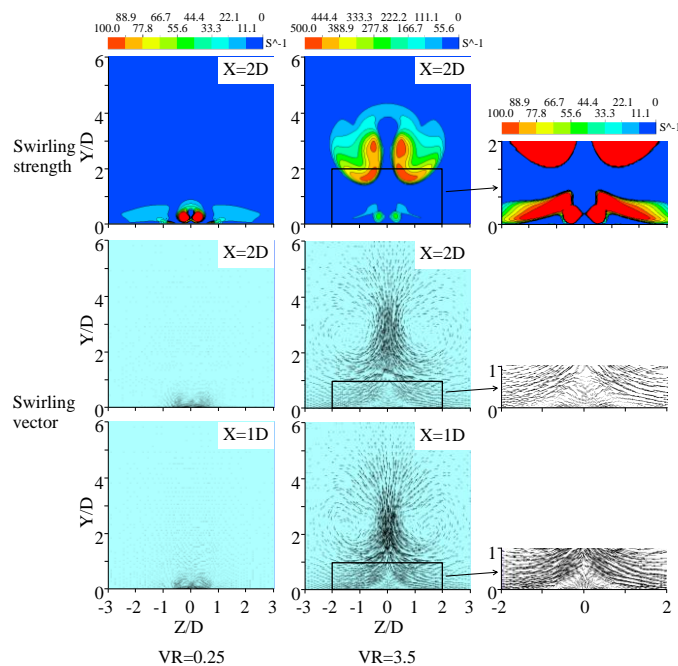 88.9 66.7 44.4 22.1 0
100.0 77.8 55.6 33.3 11.1 S^-1
444.4 333.3 222.2 111.1 0
500.0 388.9 277.8 166.7 55.6 S^-1
6
X=2D
X=2D
4
Y/D
2
0
-3 -2 -1 0 1 2 3
Swirling
strength
88.9 66.7 44.4 22.1 0
100.0 77.8 55.6 33.3 11.1 S^-1
2
0
6
X=2D
6
X=2D
4
Y/D
2
0
4
2
0
1
0
Swirling
vector
6
X=1D
6
X=1D
4
Y/D
2
0
4
2
0
1
0
-3 -2 -1 0 1 2 3
-3 -2 -1 0 1 2 3
-2 0 2
Z/D
Z/D
VR=0.25
VR=3.5